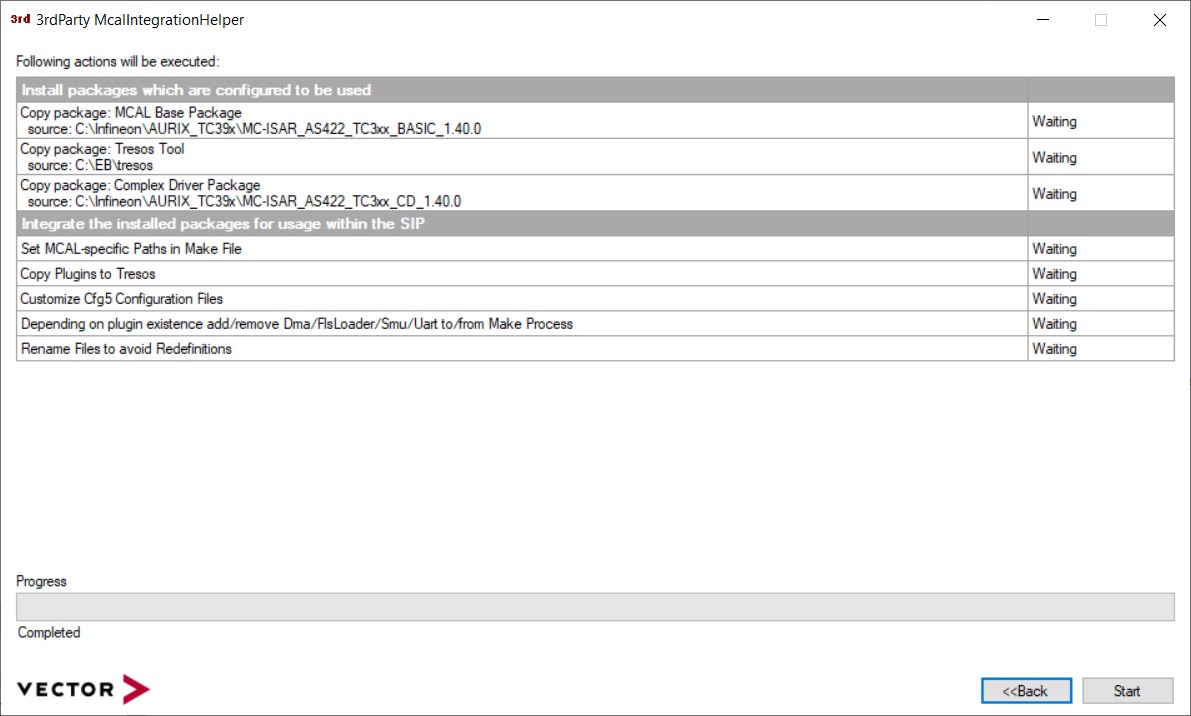 3rd 3rdParty McalIntegrationHelper
Following actions will be executed:
Install packages which are configured to be used
Copy package: MCAL Base Package
source: C:\Infineon\AURIX_TC39x\MC-ISAR_AS422_TC3xx_BASIC_1.40.0
Waiting
Copy package: Tresos Tool
source: C:\EB\tresos
Waiting
Copy package: Complex Driver Package
source: C:\Infineon\AURIX_TC39x\MC-ISAR_AS422_TC3xx_CD_1.40.0
Waiting
Integrate the installed packages for usage within the SIP
Set MCAL-specific Paths in Make File Waiting
Copy Plugins to Tresos Waiting
Customize Cfg5 Configuration Files Waiting
Depending on plugin existence add/remove Dma/FlsLoader/Smu/Uart to/from Make Process Waiting
Rename Files to avoid Redefinitions Waiting
Progress
Completed
VECTOR
<<Back Start